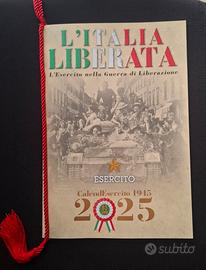 L'ITALIA
LIBERATA
L'Esercito nella Guerra di Liberazione
ESERCITO
CalendEsercito 1945
2025
subito